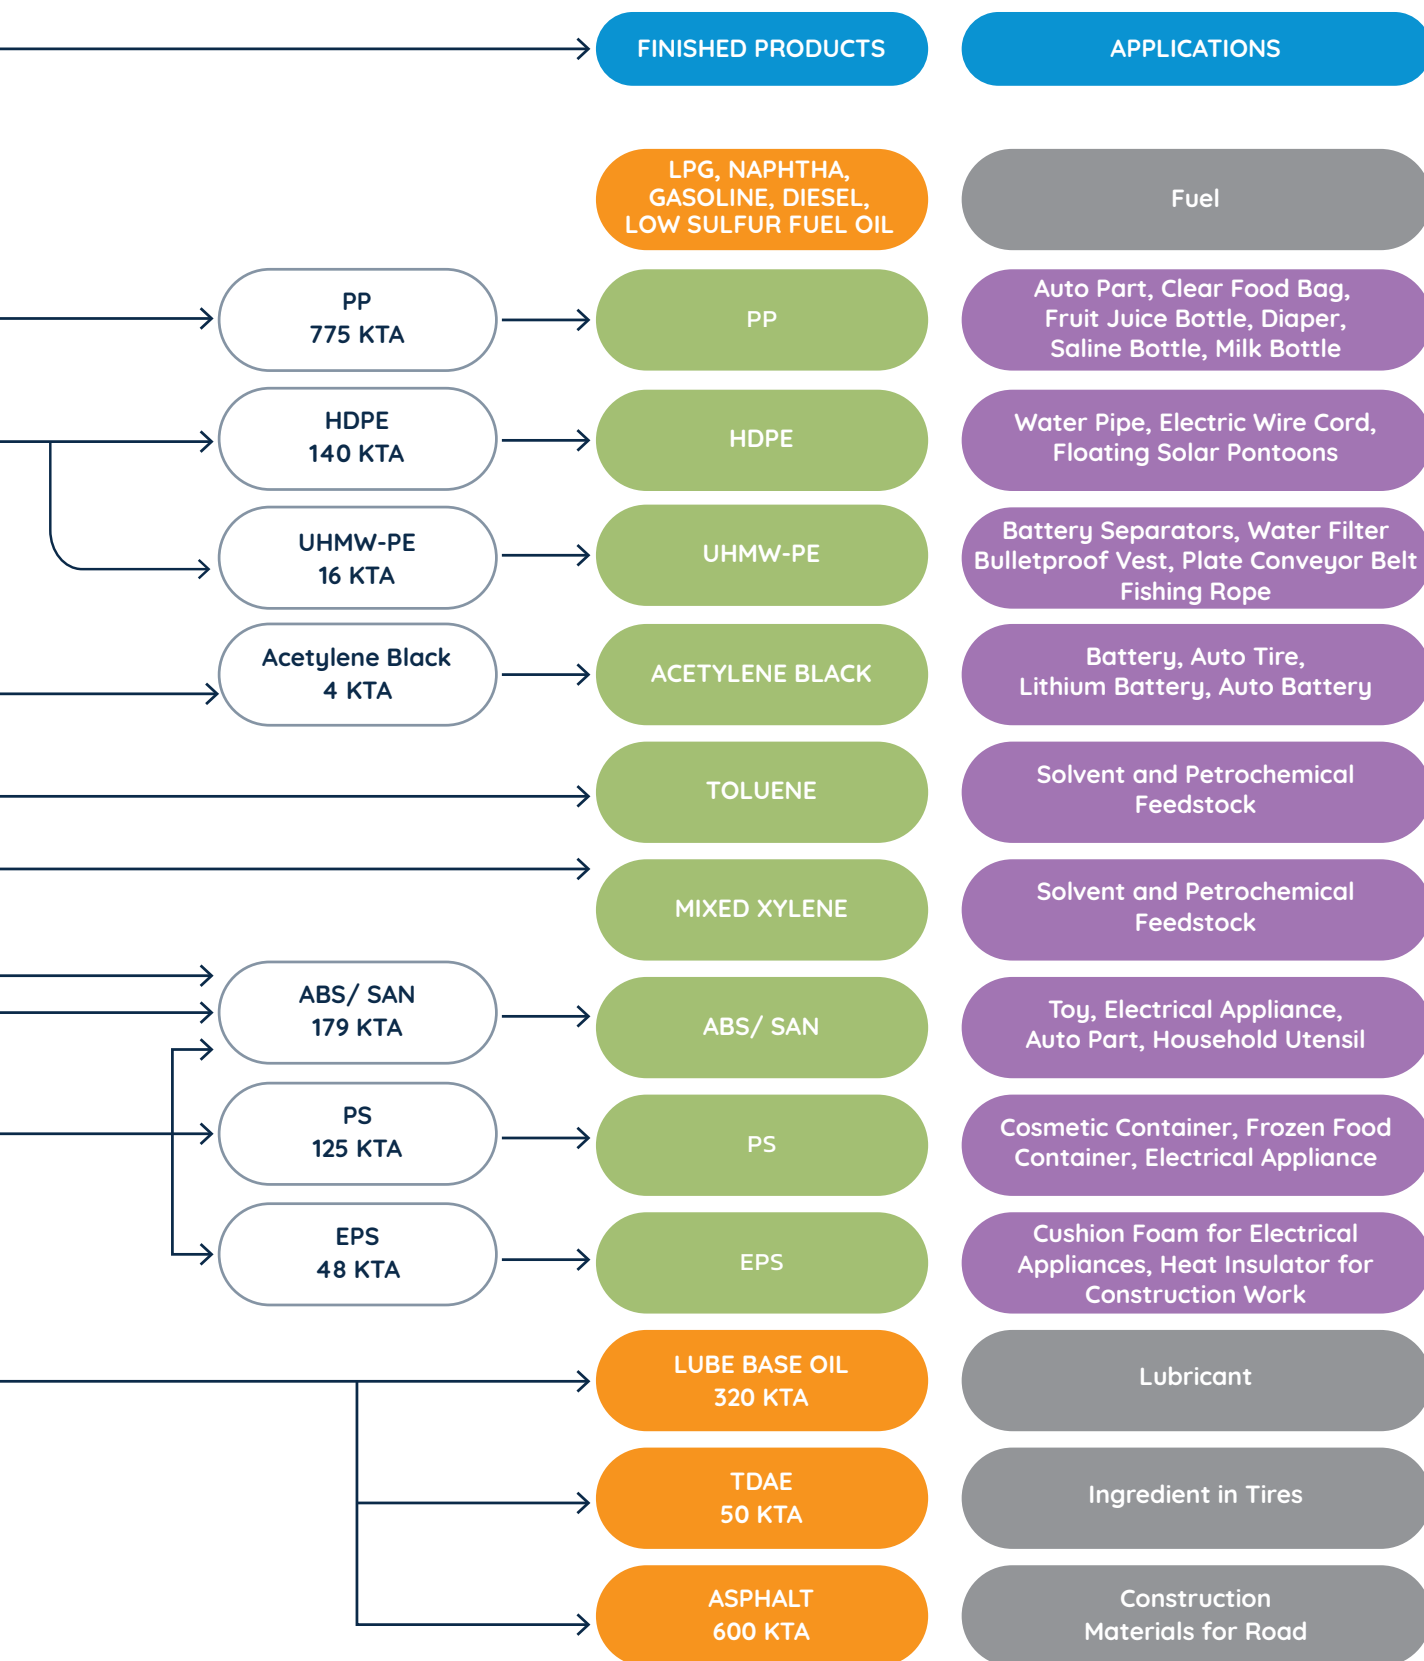 FINISHED PRODUCTS
APPLICATIONS
LPG, NAPHTHA,
GASOLINE, DIESEL,
LOW SULFUR FUEL OIL
Fuel
PP
775 KTA
PP
Auto Part, Clear Food Bag,
Fruit Juice Bottle, Diaper,
Saline Bottle, Milk Bottle
HDPE
140 KTA
HDPE
Water Pipe, Electric Wire Cord,
Floating Solar Pontoons
UHMW-PE
16 KTA
UHMW-PE
Battery Separators, Water Filter
Bulletproof Vest, Plate Conveyor Belt
Fishing Rope
Acetylene Black
4 KTA
ACETYLENE BLACK
Battery, Auto Tire,
Lithium Battery, Auto Battery
TOLUENE
Solvent and Petrochemical
Feedstock
MIXED XYLENE
Solvent and Petrochemical
Feedstock
ABS/ SAN
179 KTA
ABS/ SAN
Toy, Electrical Appliance,
Auto Part, Household Utensil
PS
125 KTA
PS
Cosmetic Container, Frozen Food
Container, Electrical Appliance
EPS
48 KTA
EPS
Cushion Foam for Electrical
Appliances, Heat Insulator for
Construction Work
LUBE BASE OIL
320 KTA
Lubricant
TDAE
50 KTA
Ingredient in Tires
ASPHALT
600 KTA
Construction
Materials for Road